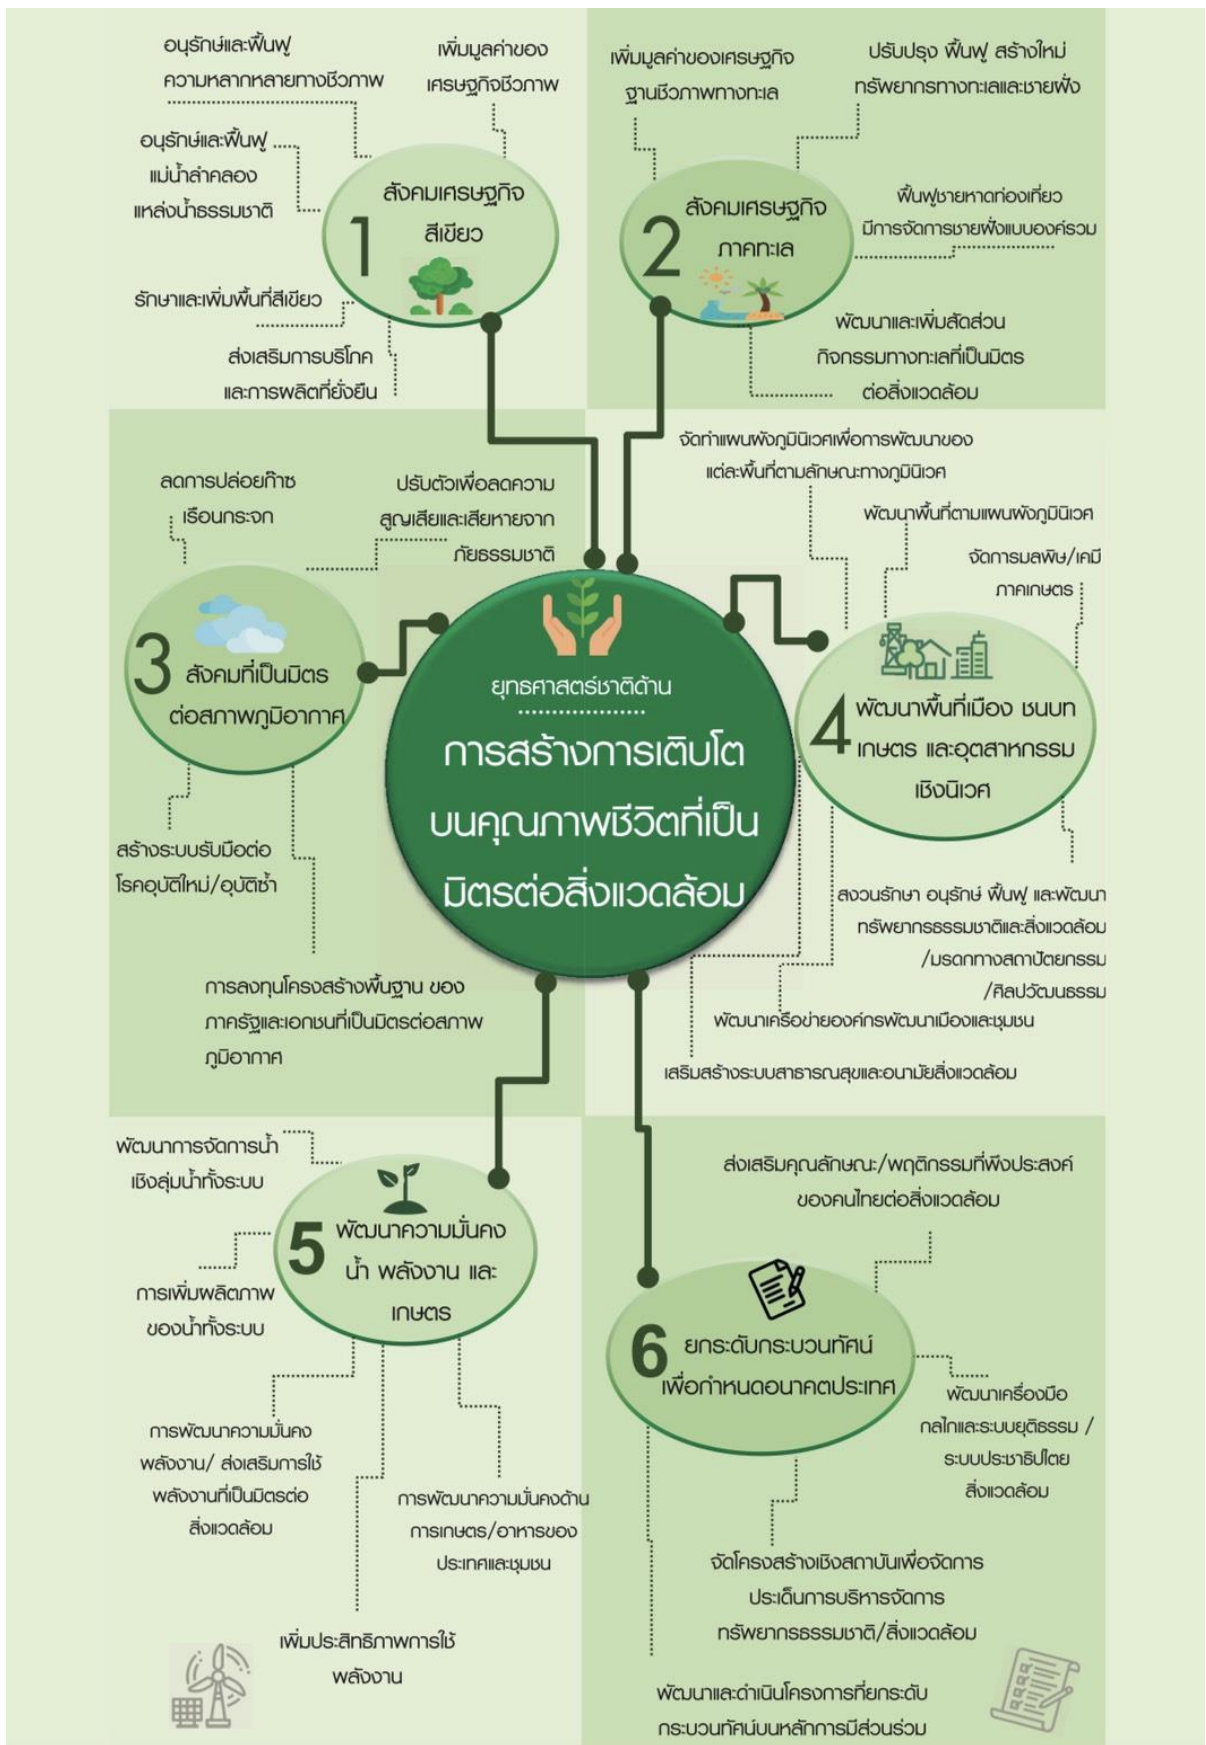 อนุรักษ์และฟื้นฟู
ความหลากหลายทางชีวภาพ
เพิ่มมูลค่าของ
เศรษฐกิจชีวภาพ
อนุรักษ์และฟื้นฟู
แม่น้ำลำคลอง
แหล่งน้ำธรรมชาติ
1
สังคมเศรษฐกิจ
สีเขียว
รักษาและเพิ่มพื้นที่สีเขียว
ส่งเสริมการบริโภค
และการผลิตที่ยั่งยืน
เพิ่มมูลค่าของเศรษฐกิจ
ฐานชีวภาพทางทะเล
ปรับปรุง ฟื้นฟู สร้างใหม่
ทรัพยากรทางทะเลและชายฝั่ง
2
สังคมเศรษฐกิจ
ภาคทะเล
ฟื้นฟูชายหาดท่องเที่ยว
มีการจัดการชายฝั่งแบบองค์รวม
พัฒนาและเพิ่มสัดส่วน
กิจกรรมทางทะเลที่เป็นมิตร
ต่อสิ่งแวดล้อม
ลดการปล่อยก๊าซ
เรือนกระจก
ปรับตัวเพื่อลดความ
สูญเสียและเสียหายจาก
ภัยธรรมชาติ
3
สังคมที่เป็นมิตร
ต่อสภาพภูมิอากาศ
สร้างระบบรับมือต่อ
โรคอุบัติใหม่/อุบัติซ้ำ
การลงทุนโครงสร้างพื้นฐาน ของ
ภาครัฐและเอกชนที่เป็นมิตรต่อสภาพ
ภูมิอากาศ
ยุทธศาสตร์ชาติด้าน
การสร้างการเติบโต
บนคุณภาพชีวิตที่เป็น
มิตรต่อสิ่งแวดล้อม
จัดทำแผนผังภูมินิเวศเพื่อการพัฒนาของ
แต่ละพื้นที่ตามลักษณะทางภูมินิเวศ
พัฒนาพื้นที่ตามแผนผังภูมินิเวศ
จัดการมลพิษ/เคมี
ภาคเกษตร
4
พัฒนาพื้นที่เมือง ชนบท
เกษตร และอุตสาหกรรม
เชิงนิเวศ
สงวนรักษา อนุรักษ์ ฟื้นฟู และพัฒนา
ทรัพยากรธรรมชาติและสิ่งแวดล้อม
/มรดกทางสถาปัตยกรรม
/ศิลปวัฒนธรรม
พัฒนาเครือข่ายองค์กรพัฒนาเมืองและชุมชน
เสริมสร้างระบบสาธารณสุขและอนามัยสิ่งแวดล้อม
พัฒนาการจัดการน้ำ
เชิงลุ่มน้ำทั้งระบบ
5
พัฒนาความมั่นคง
น้ำ พลังงาน และ
เกษตร
การเพิ่มผลิตภาพ
ของน้ำทั้งระบบ
การพัฒนาความมั่นคง
พลังงาน/ ส่งเสริมการใช้
พลังงานที่เป็นมิตรต่อ
สิ่งแวดล้อม
การพัฒนาความมั่นคงด้าน
การเกษตร/อาหารของ
ประเทศและชุมชน
เพิ่มประสิทธิภาพการใช้
พลังงาน
ส่งเสริมคุณลักษณะ/พฤติกรรมที่พึงประสงค์
ของคนไทยต่อสิ่งแวดล้อม
6
ยกระดับกระบวนทัศน์
เพื่อกำหนดอนาคตประเทศ
พัฒนาเครื่องมือ
กลไกและระบบยุติธรรม /
ระบบประชาธิปไตย
สิ่งแวดล้อม
จัดโครงสร้างเชิงสถาบันเพื่อจัดการ
ประเด็นการบริหารจัดการ
ทรัพยากรธรรมชาติ/สิ่งแวดล้อม
พัฒนาและดำเนินโครงการที่ยกระดับ
กระบวนทัศน์บนหลักการมีส่วนร่วม